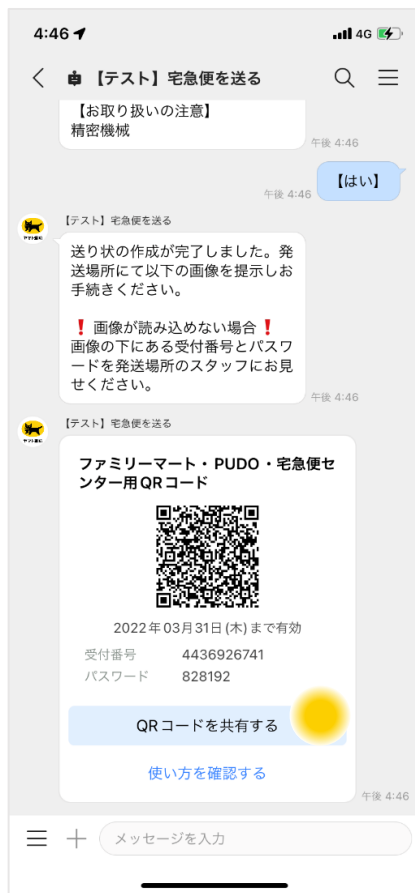 4:46
4G
【テスト】宅急便を送る
【お取り扱いの注意】
精密機械
午後 4:46
【はい】
午後 4:46
【テスト】宅急便を送る
送り状の作成が完了しました。発
送場所にて以下の画像を提示しお
手続きください。
❗画像が読み込めない場合❗
画像の下にある受付番号とパスワ
ードを発送場所のスタッフにお見
せください。
午後 4:46
【テスト】宅急便を送る
ファミリーマート・PUDO・宅急便セ
ンター用QRコード
2022年03月31日(木)まで有効
受付番号 4436926741
パスワード 828192
QRコードを共有する
使い方を確認する
午後 4:46
メッセージを入力